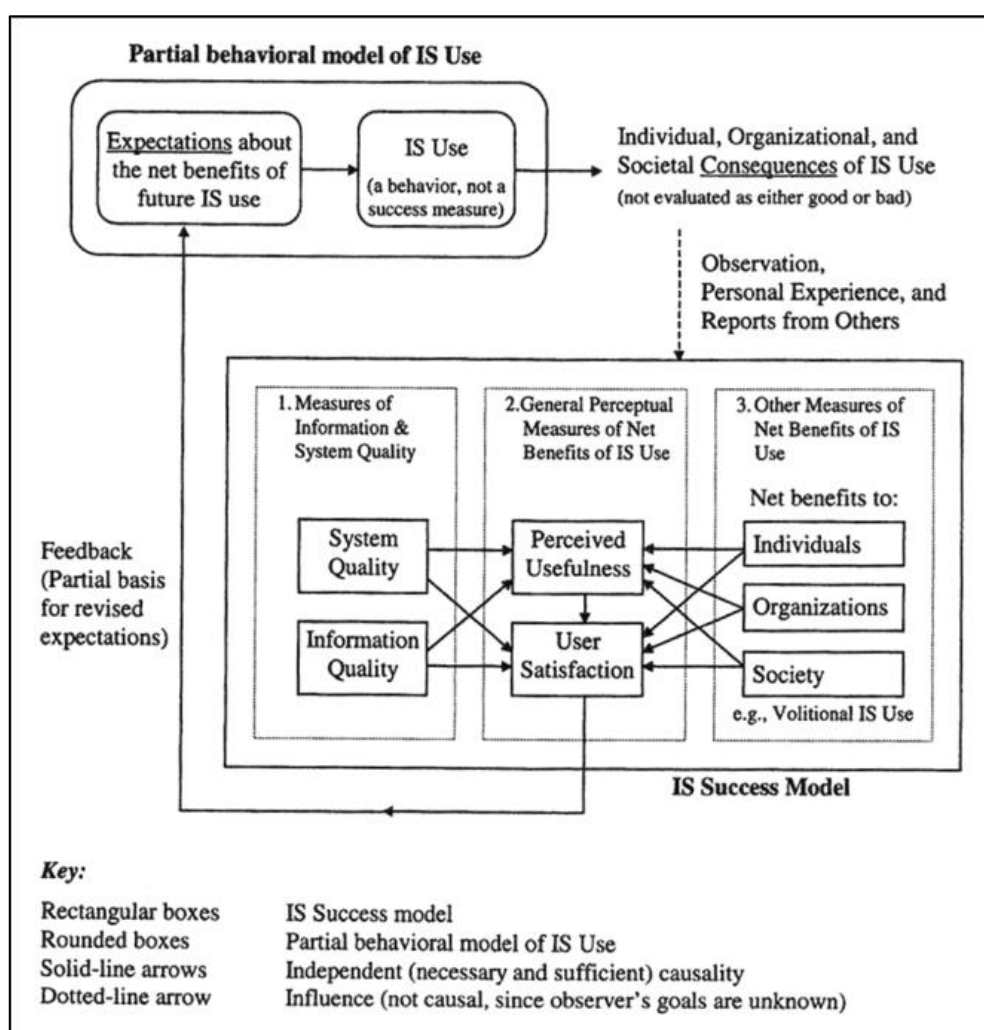 Partial behavioral model of IS Use
Expectations about
the net benefits of
future IS use
IS Use
(a behavior, not a
success measure)
Individual, Organizational, and
Societal Consequences of IS Use
(not evaluated as either good or bad)
Observation,
Personal Experience, and
Reports from Others
1. Measures of
Information &
System Quality
2.General Perceptual
Measures of Net
Benefits of IS Use
3. Other Measures of
Net Benefits of IS
Use
Net benefits to:
System
Quality
Information
Quality
Perceived
Usefulness
User
Satisfaction
Individuals
Organizations
Society
e.g., Volitional IS Use
Feedback
(Partial basis
for revised
expectations)
IS Success Model
Key:
Rectangular boxes IS Success model
Rounded boxes Partial behavioral model of IS Use
Solid-line arrows Independent (necessary and sufficient) causality
Dotted-line arrow Influence (not causal, since observer's goals are unknown)